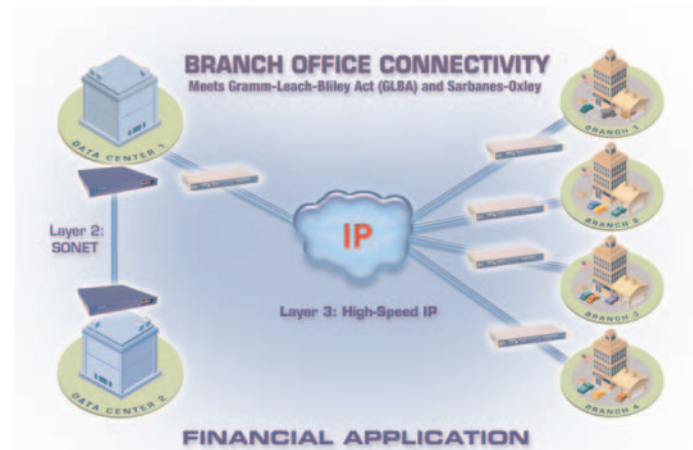 BRANCH OFFICE CONNECTIVITY
Meets Gramm-Leach-Bliley Act (GLBA) and Sarbanes-Oxley
DATA CENTER 1
BRANCH 1
BRANCH 2
Layer 2:
SONET
IP
BRANCH 3
Layer 3: High-Speed IP
DATA CENTER 2
BRANCH 4
FINANCIAL APPLICATION